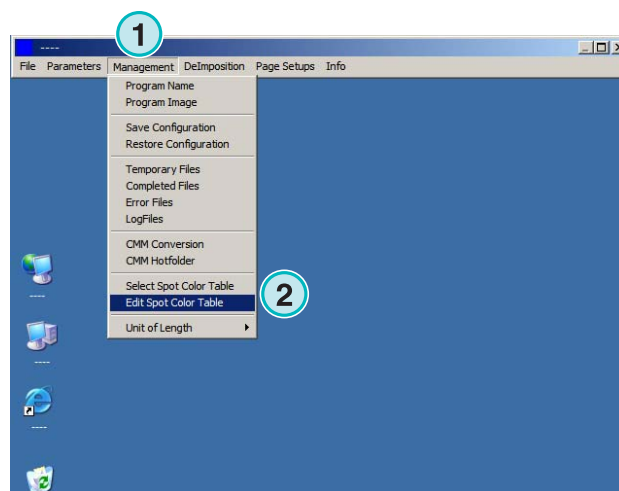 1
----
File Parameters Management DeImposition Page Setups Info
Program Name
Program Image
Save Configuration
Restore Configuration
Temporary Files
Completed Files
Error Files
LogFiles
CMM Conversion
CMM Hotfolder
Select Spot Color Table
Edit Spot Color Table
2
Unit of Length
----
----
----